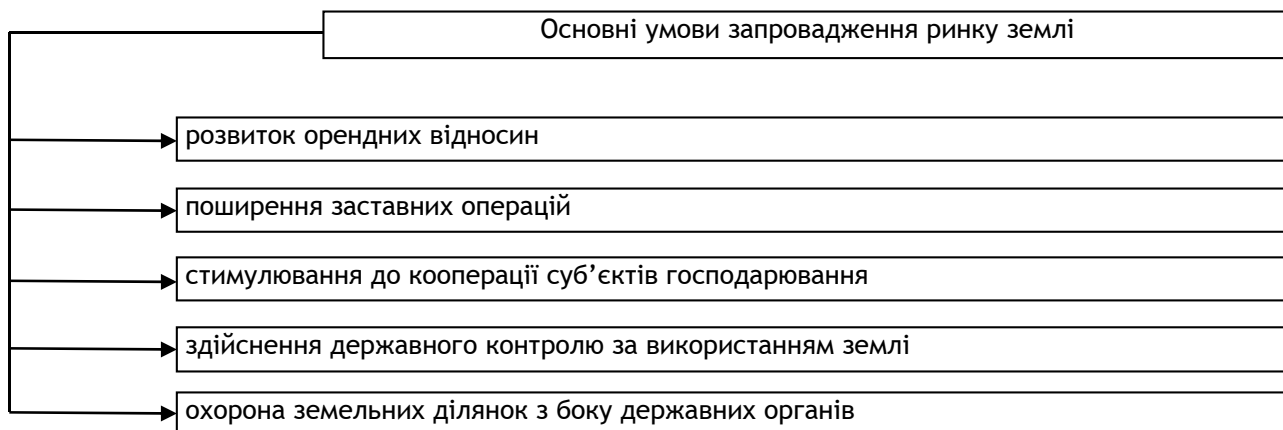 Основні умови запровадження ринку землі
розвиток орендних відносин
поширення заставних операцій
стимулювання до кооперації суб’єктів господарювання
здійснення державного контролю за використанням землі
охорона земельних ділянок з боку державних органів